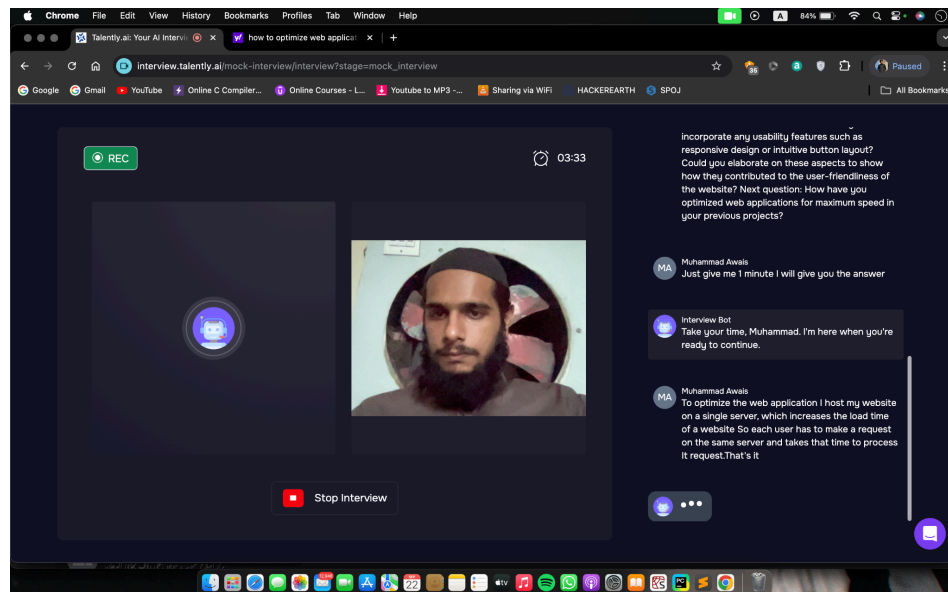 Chrome File Edit View History Bookmarks Profiles Tab Window Help
A 84%
Talently.ai: Your AI Intervi
how to optimize web applicat
interview.talently.ai/mock-interview/interview?stage=mock_interview
35 a Paused
Google Gmail YouTube Online C Compiler... Online Courses - L... Youtube to MP3 -... Sharing via WiFi HACKEREARTH SPOJ All Bookmarks
REC
03:33
Stop Interview
incorporate any usability features such as
responsive design or intuitive button layout?
Could you elaborate on these aspects to show
how they contributed to the user-friendliness of
the website? Next question: How have you
optimized web applications for maximum speed in
your previous projects?
MA
Muhammad Awais
Just give me 1 minute I will give you the answer
Interview Bot
Take your time, Muhammad. I'm here when you're
ready to continue.
MA
Muhammad Awais
To optimize the web application I host my website
on a single server, which increases the load time
of a website So each user has to make a request
on the same server and takes that time to process
It request.That's it
22
tv
PC